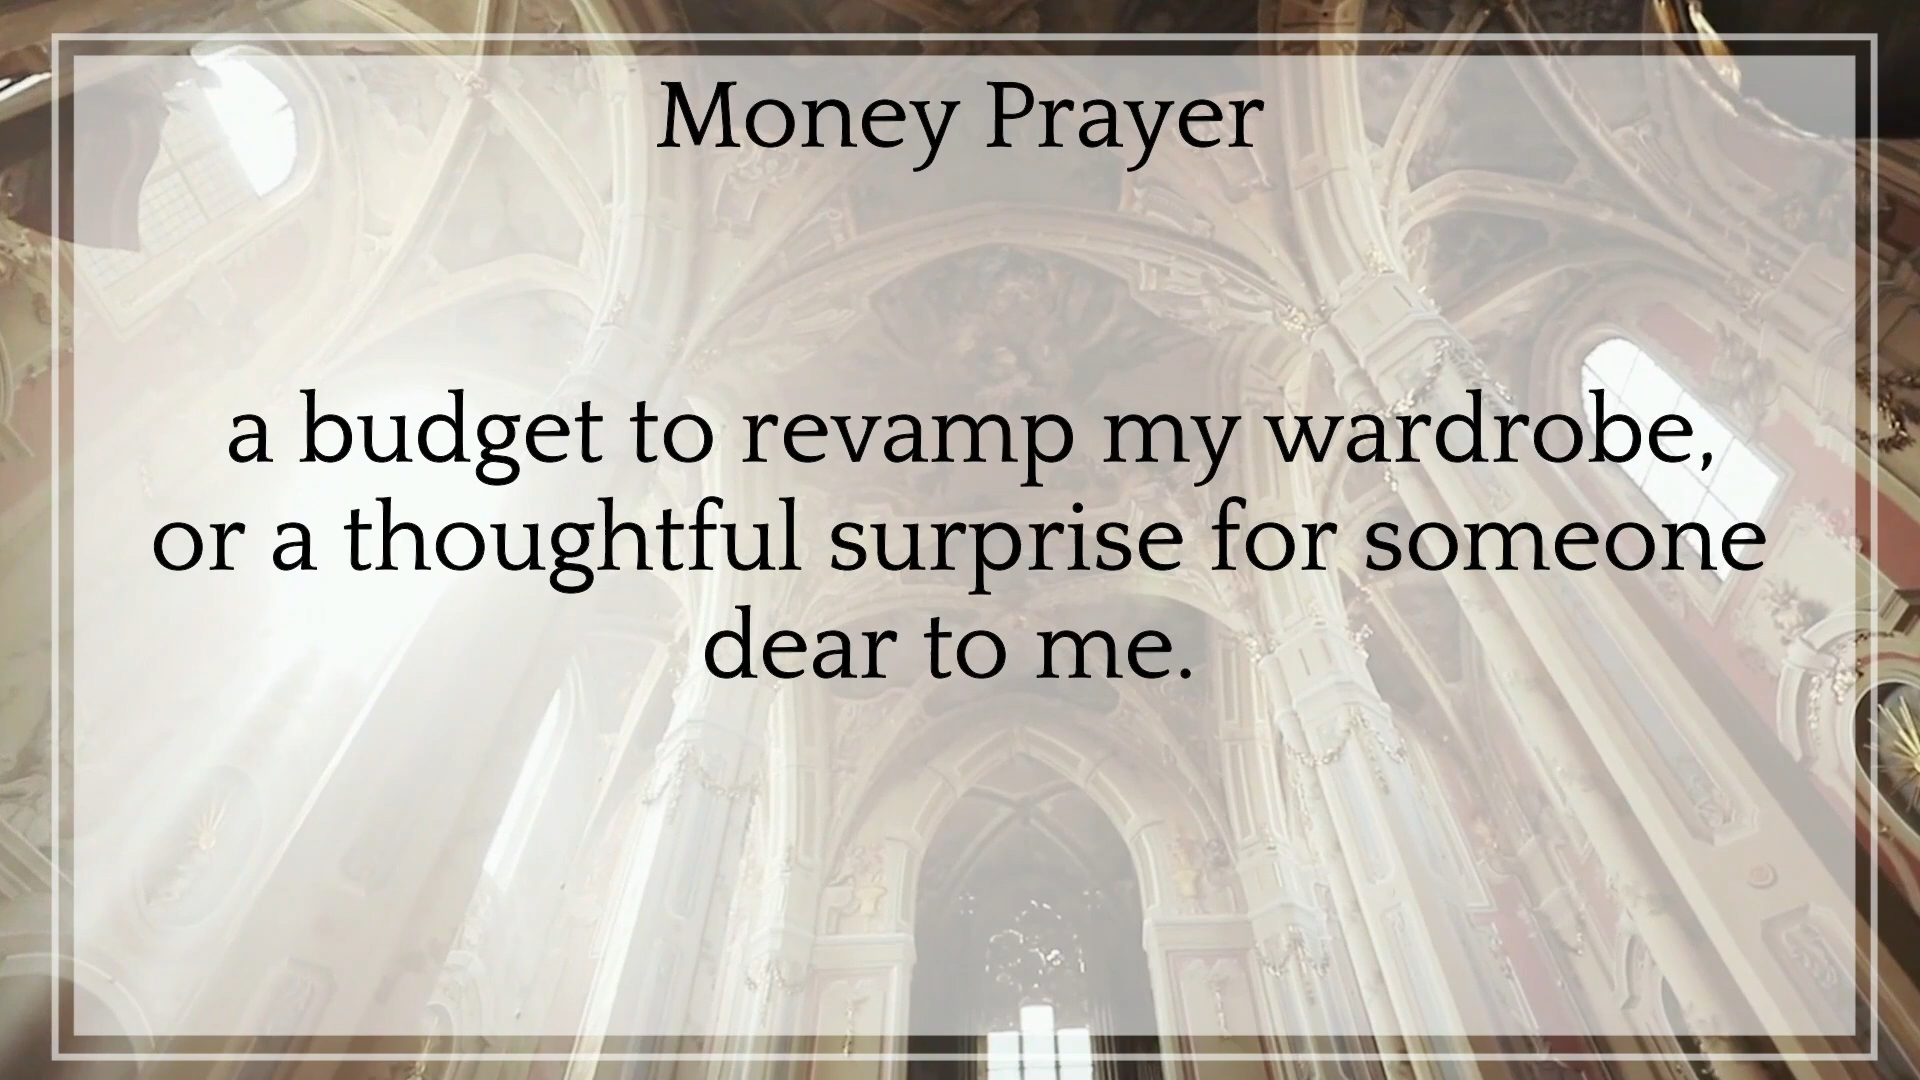 Money Prayer
a budget to revamp my wardrobe,
or a thoughtful surprise for someone
dear to me.